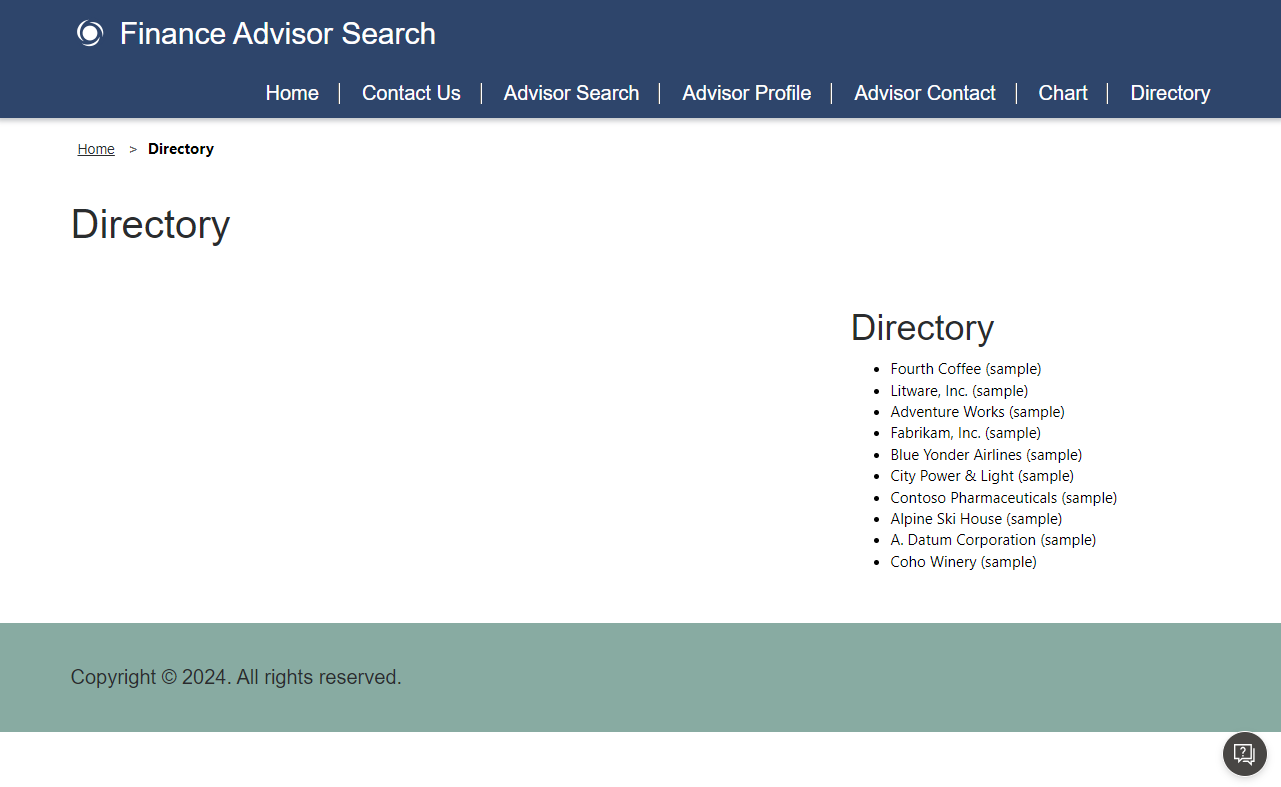 Finance Advisor Search
Home | Contact Us | Advisor Search | Advisor Profile | Advisor Contact | Chart | Directory
Home > Directory
Directory
Directory
• Fourth Coffee (sample)
• Litware, Inc. (sample)
• Adventure Works (sample)
• Fabrikam, Inc. (sample)
• Blue Yonder Airlines (sample)
• City Power & Light (sample)
• Contoso Pharmaceuticals (sample)
• Alpine Ski House (sample)
• A. Datum Corporation (sample)
• Coho Winery (sample)
Copyright © 2024. All rights reserved.